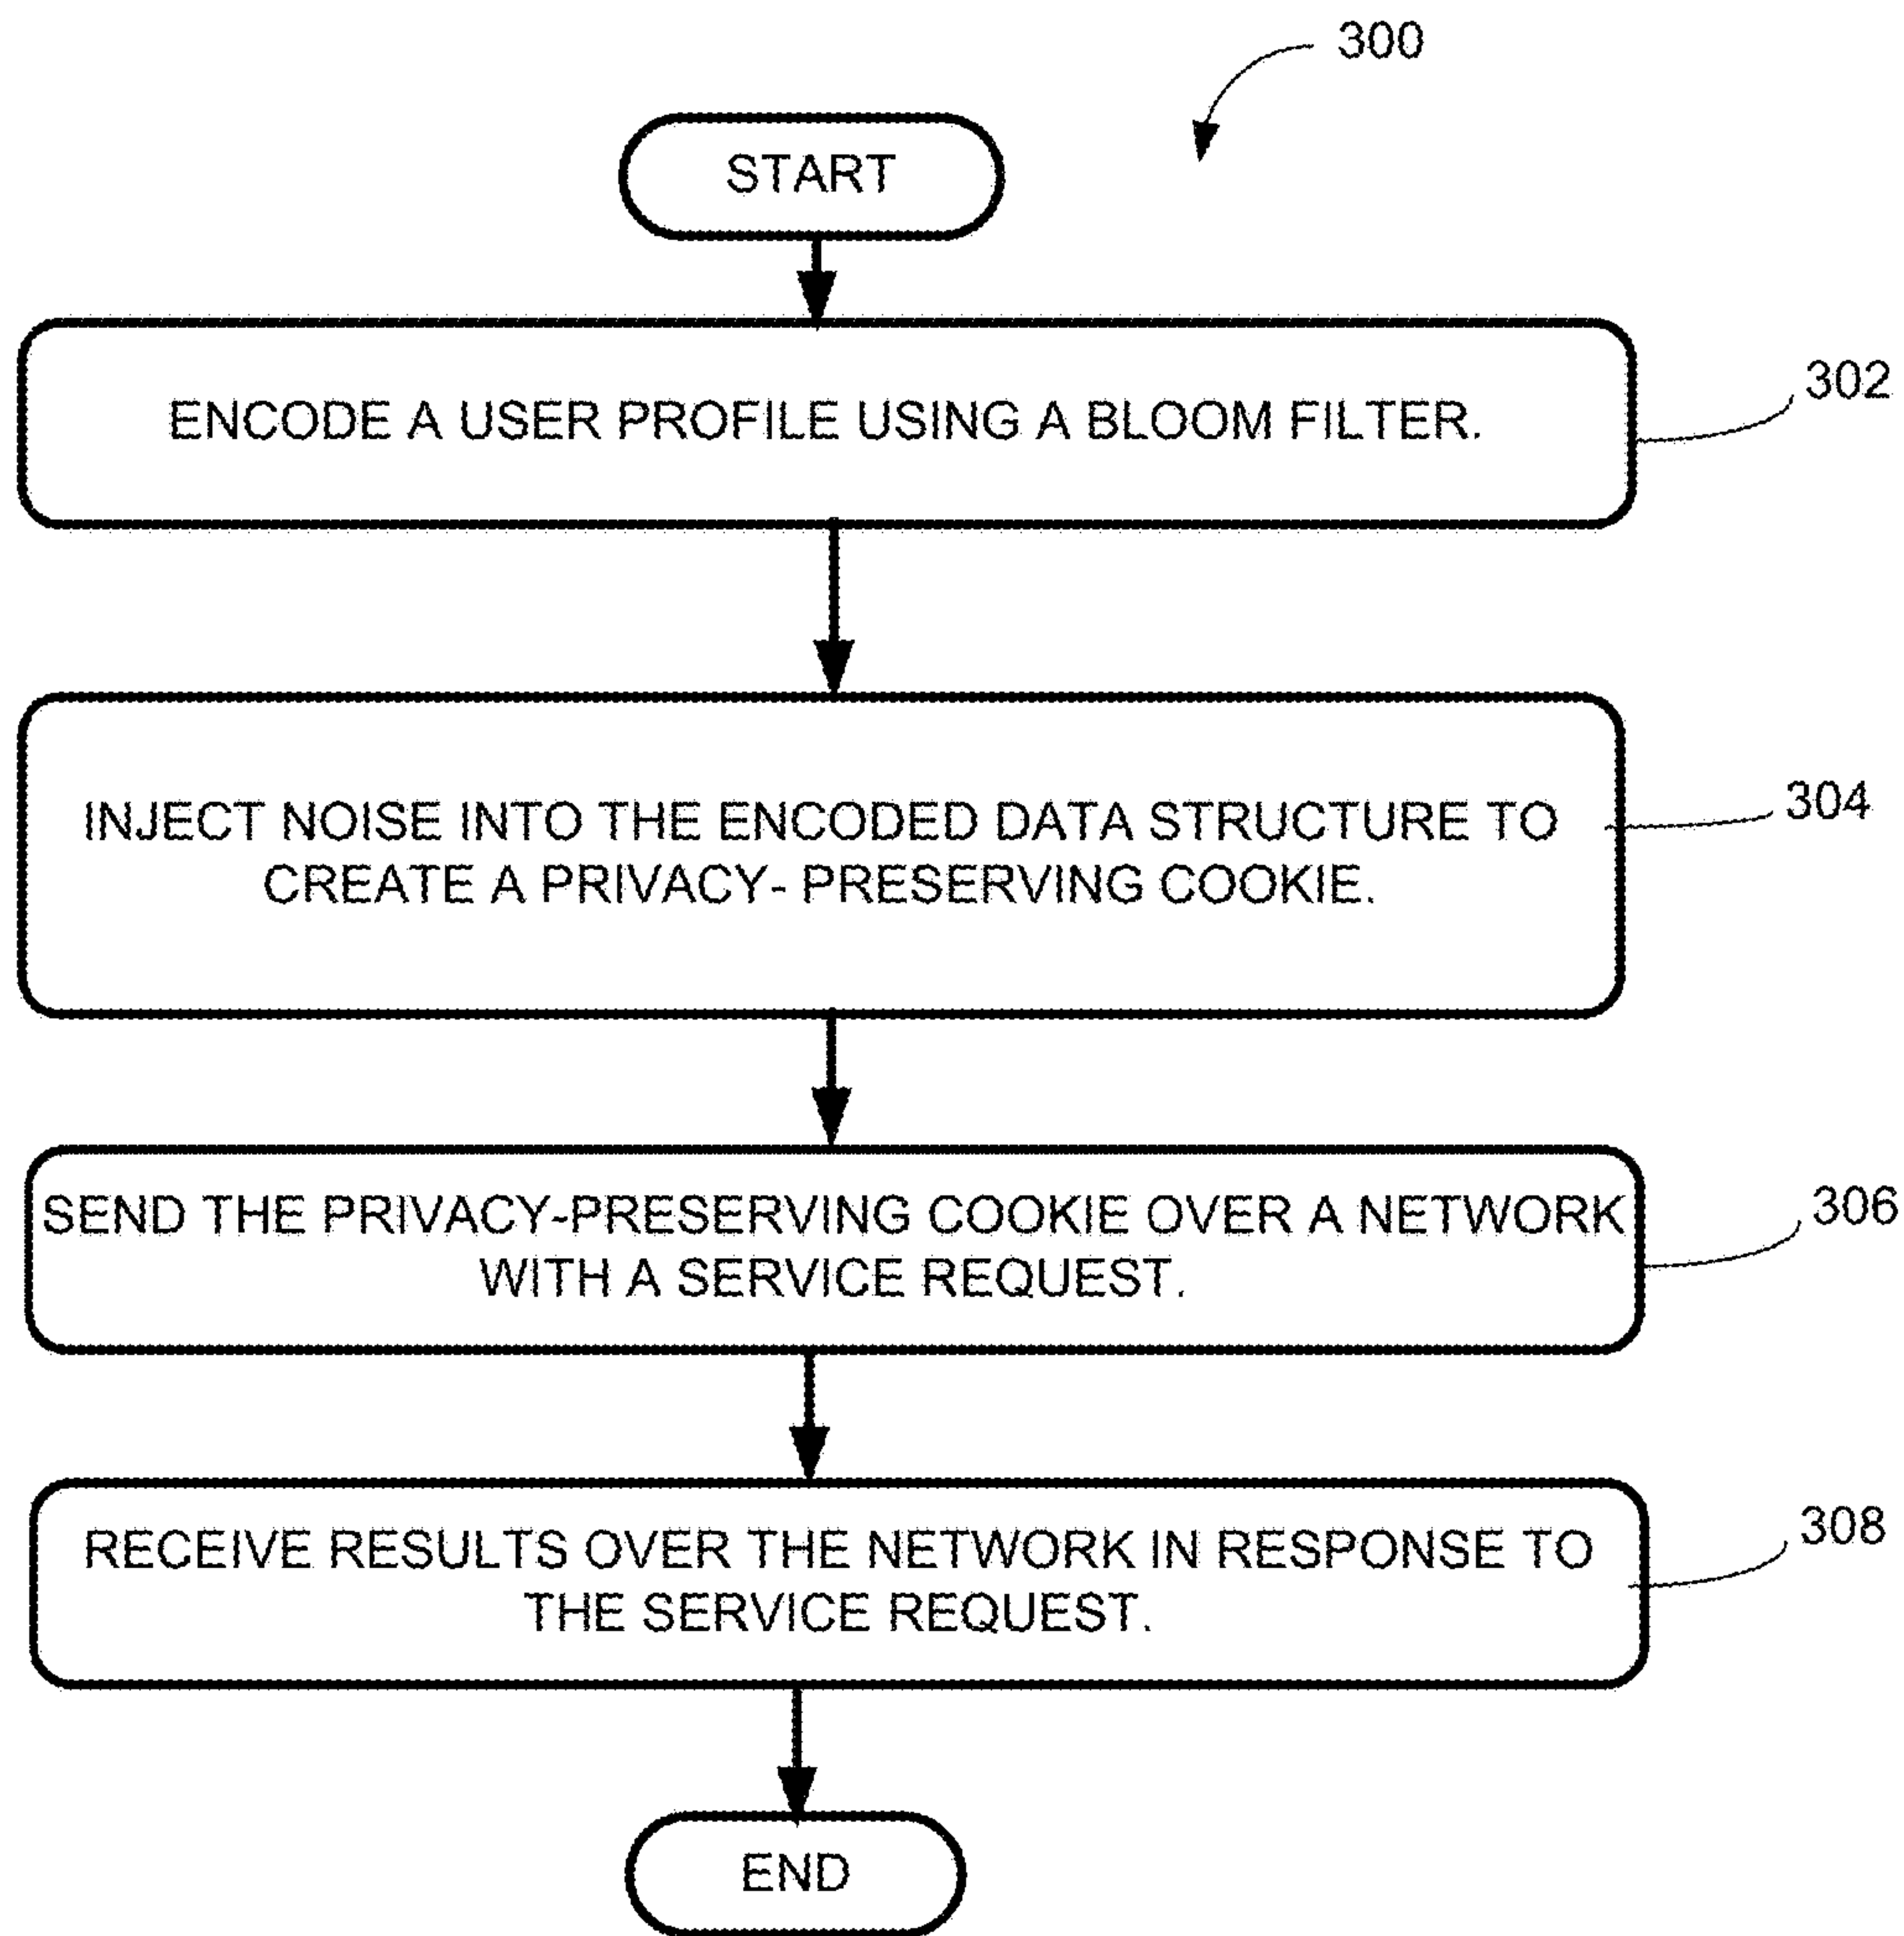 300
START
ENCODE A USER PROFILE USING A BLOOM FILTER.
302
INJECT NOISE INTO THE ENCODED DATA STRUCTURE TO
CREATE A PRIVACY- PRESERVING COOKIE.
304
SEND THE PRIVACY-PRESERVING COOKIE OVER A NETWORK
WITH A SERVICE REQUEST.
306
RECEIVE RESULTS OVER THE NETWORK IN RESPONSE TO
THE SERVICE REQUEST.
308
END